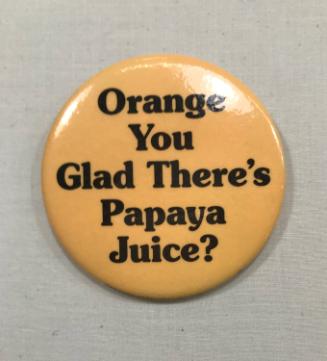 Orange
You
Glad There's
Papaya
Juice?